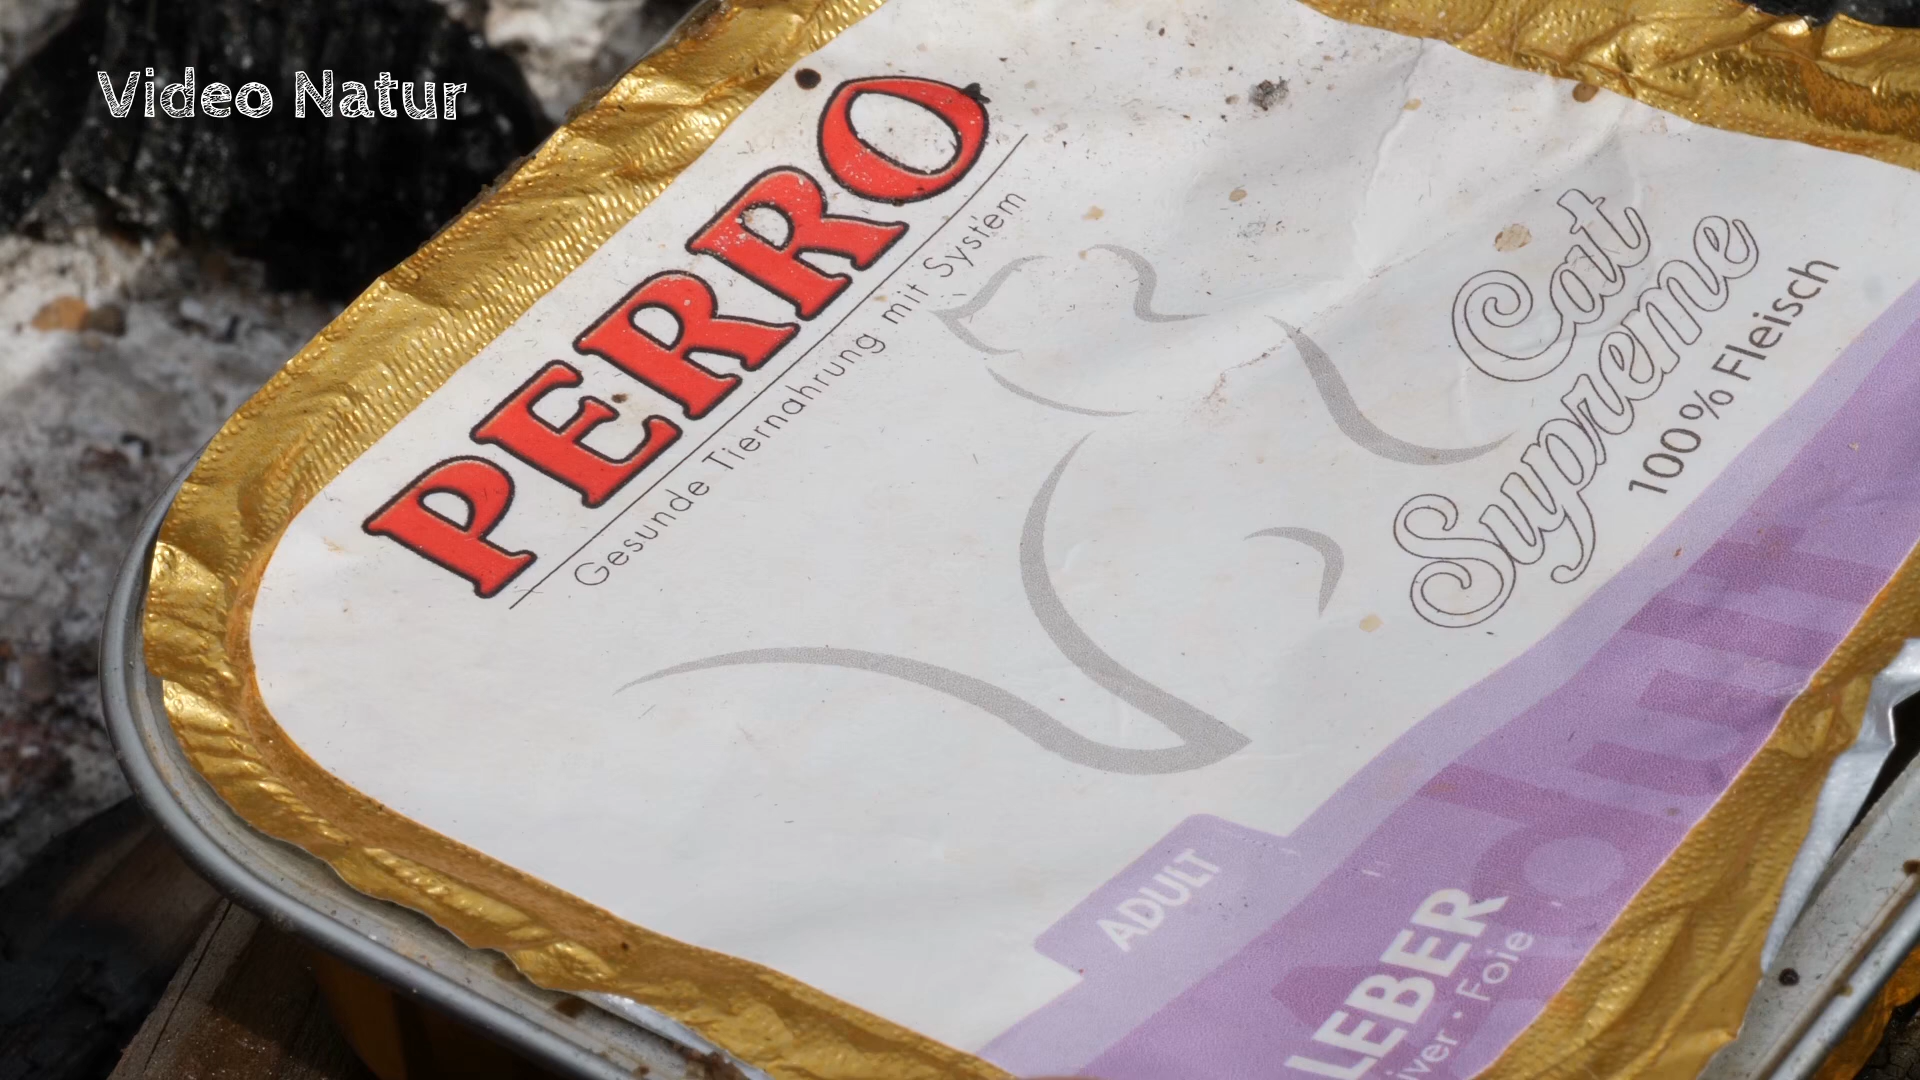 Video Natur
PERRO
Gesunde Tiernahrung mit System
Cat
Supreme
100% Fleisch
ADULT
LEBER
Foie